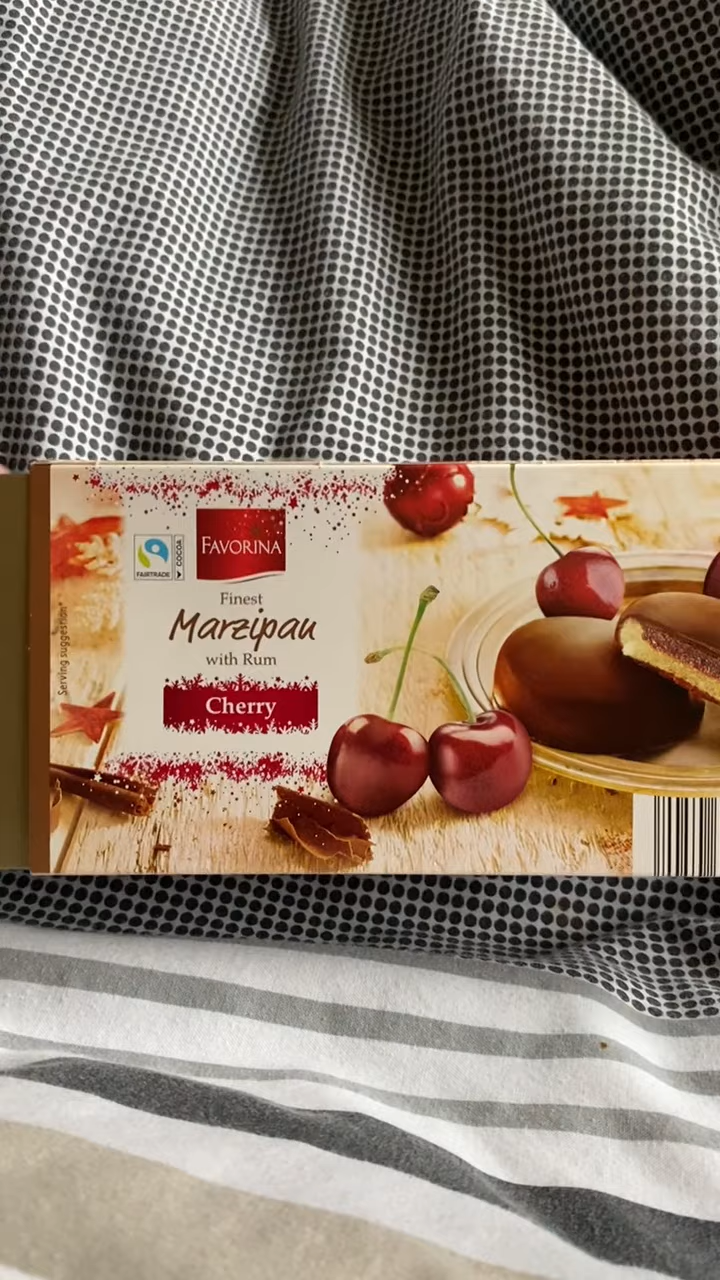 FAVORINA
FAIRTRADE
COCOA
Finest
Marzipan
with Rum
Cherry
Serving suggestion*